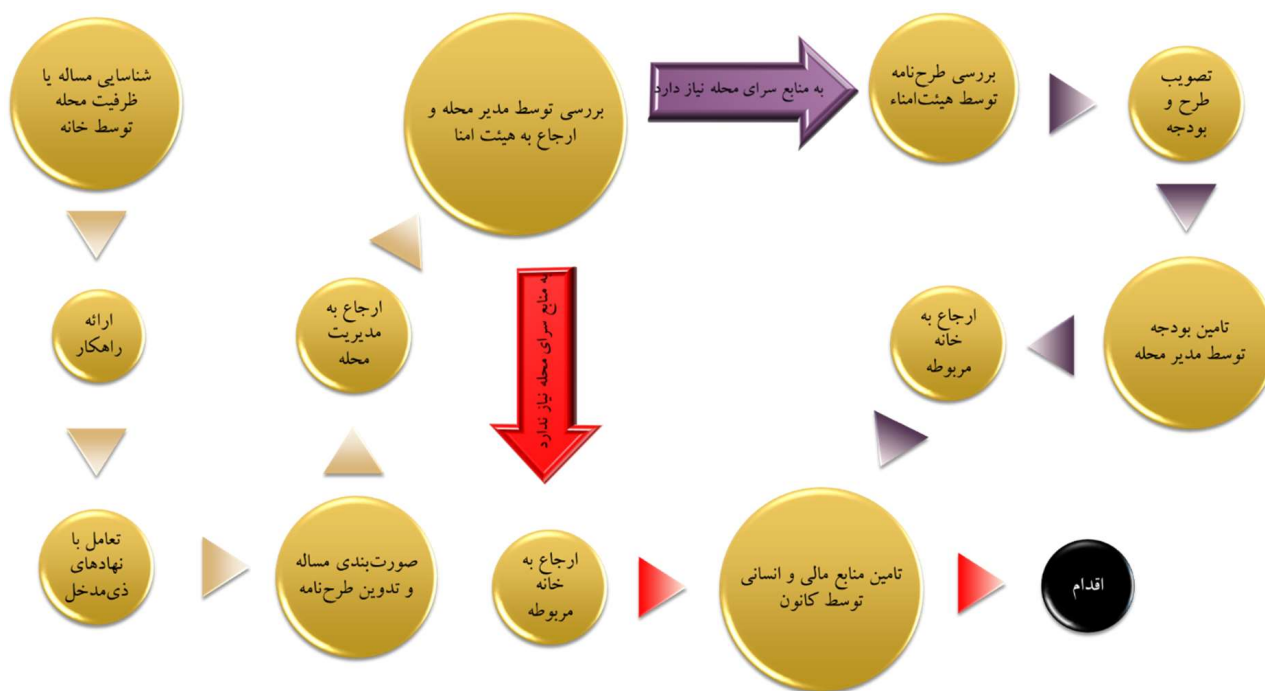 شناسایی مساله یا
ظرفیت محله
توسط خانه
ارائه
راهکار
تعامل با
نهادهای
ذی‌مدخل
صورت‌بندی مساله
و تدوین طرح‌نامه
ارجاع به
مدیریت
محله
بررسی توسط مدیر محله و
ارجاع به هیئت امنا
به منابع سرای محله نیاز دارد
بررسی طرح‌نامه
توسط هیئت‌امناء
تصویب
طرح و
بودجه
تامین بودجه
توسط مدیر محله
ارجاع به
خانه
مربوطه
به منابع سرای محله نیاز ندارد
ارجاع به
خانه
مربوطه
تامین منابع مالی و انسانی
توسط کانون
اقدام